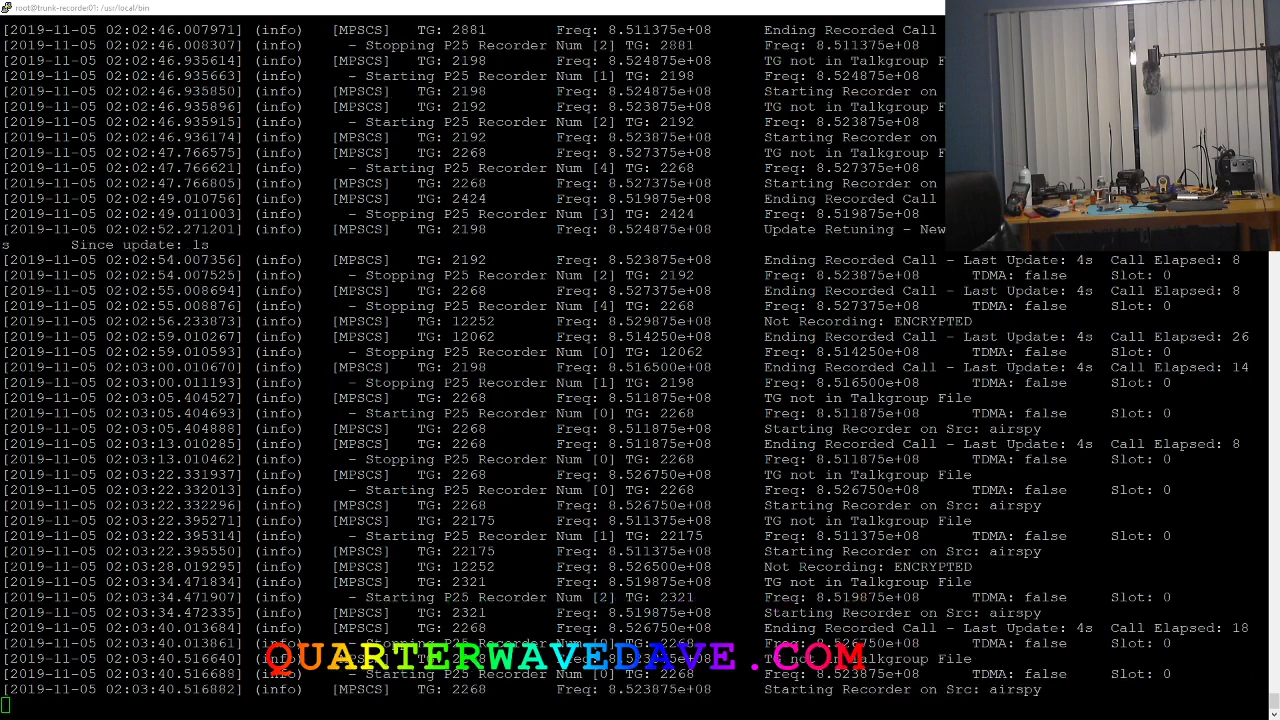 root@trunk-recorder01: /usr/local/bin
[2019-11-05 02:02:46.007971] (info) [MPSCS] TG: 2881 Freq: 8.511375e+08 Ending Recorded Call
[2019-11-05 02:02:46.008307] (info) - Stopping P25 Recorder Num [2] TG: 2881 Freq: 8.511375e+08
[2019-11-05 02:02:46.935614] (info) [MPSCS] TG: 2198 Freq: 8.524875e+08 TG not in Talkgroup F
[2019-11-05 02:02:46.935663] (info) - Starting P25 Recorder Num [1] TG: 2198 Freq: 8.524875e+08
[2019-11-05 02:02:46.935850] (info) [MPSCS] TG: 2198 Freq: 8.524875e+08 Starting Recorder on
[2019-11-05 02:02:46.935896] (info) [MPSCS] TG: 2192 Freq: 8.523875e+08 TG not in Talkgroup F
[2019-11-05 02:02:46.935915] (info) - Starting P25 Recorder Num [2] TG: 2192 Freq: 8.523875e+08
[2019-11-05 02:02:46.936174] (info) [MPSCS] TG: 2192 Freq: 8.523875e+08 Starting Recorder on
[2019-11-05 02:02:47.766575] (info) [MPSCS] TG: 2268 Freq: 8.527375e+08 TG not in Talkgroup F
[2019-11-05 02:02:47.766621] (info) - Starting P25 Recorder Num [4] TG: 2268 Freq: 8.527375e+08
[2019-11-05 02:02:47.766805] (info) [MPSCS] TG: 2268 Freq: 8.527375e+08 Starting Recorder on
[2019-11-05 02:02:49.010756] (info) [MPSCS] TG: 2424 Freq: 8.519875e+08 Ending Recorded Call
[2019-11-05 02:02:49.011003] (info) - Stopping P25 Recorder Num [3] TG: 2424 Freq: 8.519875e+08
[2019-11-05 02:02:52.271201] (info) [MPSCS] TG: 2198 Freq: 8.524875e+08 Update Retuning - New
s Since update: 1s
[2019-11-05 02:02:54.007356] (info) [MPSCS] TG: 2192 Freq: 8.523875e+08 Ending Recorded Call - Last Update: 4s Call Elapsed: 8
[2019-11-05 02:02:54.007525] (info) - Stopping P25 Recorder Num [2] TG: 2192 Freq: 8.523875e+08 TDMA: false Slot: 0
[2019-11-05 02:02:55.008694] (info) [MPSCS] TG: 2268 Freq: 8.527375e+08 Ending Recorded Call - Last Update: 4s Call Elapsed: 8
[2019-11-05 02:02:55.008876] (info) - Stopping P25 Recorder Num [4] TG: 2268 Freq: 8.527375e+08 TDMA: false Slot: 0
[2019-11-05 02:02:56.233873] (info) [MPSCS] TG: 12252 Freq: 8.529875e+08 Not Recording: ENCRYPTED
[2019-11-05 02:02:59.010267] (info) [MPSCS] TG: 12062 Freq: 8.514250e+08 Ending Recorded Call - Last Update: 4s Call Elapsed: 26
[2019-11-05 02:02:59.010593] (info) - Stopping P25 Recorder Num [0] TG: 12062 Freq: 8.514250e+08 TDMA: false Slot: 0
[2019-11-05 02:03:00.010670] (info) [MPSCS] TG: 2198 Freq: 8.516500e+08 Ending Recorded Call - Last Update: 4s Call Elapsed: 14
[2019-11-05 02:03:00.011193] (info) - Stopping P25 Recorder Num [1] TG: 2198 Freq: 8.516500e+08 TDMA: false Slot: 0
[2019-11-05 02:03:05.404527] (info) [MPSCS] TG: 2268 Freq: 8.511875e+08 TG not in Talkgroup File
[2019-11-05 02:03:05.404693] (info) - Starting P25 Recorder Num [0] TG: 2268 Freq: 8.511875e+08 TDMA: false Slot: 0
[2019-11-05 02:03:05.404888] (info) [MPSCS] TG: 2268 Freq: 8.511875e+08 Starting Recorder on Src: airspy
[2019-11-05 02:03:13.010285] (info) [MPSCS] TG: 2268 Freq: 8.511875e+08 Ending Recorded Call - Last Update: 4s Call Elapsed: 8
[2019-11-05 02:03:13.010462] (info) - Stopping P25 Recorder Num [0] TG: 2268 Freq: 8.511875e+08 TDMA: false Slot: 0
[2019-11-05 02:03:22.331937] (info) [MPSCS] TG: 2268 Freq: 8.526750e+08 TG not in Talkgroup File
[2019-11-05 02:03:22.332013] (info) - Starting P25 Recorder Num [0] TG: 2268 Freq: 8.526750e+08 TDMA: false Slot: 0
[2019-11-05 02:03:22.332296] (info) [MPSCS] TG: 2268 Freq: 8.526750e+08 Starting Recorder on Src: airspy
[2019-11-05 02:03:22.395271] (info) [MPSCS] TG: 22175 Freq: 8.511375e+08 TG not in Talkgroup File
[2019-11-05 02:03:22.395314] (info) - Starting P25 Recorder Num [1] TG: 22175 Freq: 8.511375e+08 TDMA: false Slot: 0
[2019-11-05 02:03:22.395550] (info) [MPSCS] TG: 22175 Freq: 8.511375e+08 Starting Recorder on Src: airspy
[2019-11-05 02:03:28.019295] (info) [MPSCS] TG: 12252 Freq: 8.526500e+08 Not Recording: ENCRYPTED
[2019-11-05 02:03:34.471834] (info) [MPSCS] TG: 2321 Freq: 8.519875e+08 TG not in Talkgroup File
[2019-11-05 02:03:34.471907] (info) - Starting P25 Recorder Num [2] TG: 2321 Freq: 8.519875e+08 TDMA: false Slot: 0
[2019-11-05 02:03:34.472335] (info) [MPSCS] TG: 2321 Freq: 8.519875e+08 Starting Recorder on Src: airspy
[2019-11-05 02:03:40.013684] (info) [MPSCS] TG: 2268 Freq: 8.526750e+08 Ending Recorded Call - Last Update: 4s Call Elapsed: 18
[2019-11-05 02:03:40.013861] (info) - Stopping P25 Recorder Num [0] TG: 2268 Freq: 8.526750e+08 TDMA: false Slot: 0
QUARTERWAVEDAVE.COM
[2019-11-05 02:03:40.516640] (info) TG not in Talkgroup File
[2019-11-05 02:03:40.516688] (info) - Starting P25 Recorder Num [0] TG: 2268 Freq: 8.523875e+08 TDMA: false Slot: 0
[2019-11-05 02:03:40.516882] (info) [MPSCS] TG: 2268 Freq: 8.523875e+08 Starting Recorder on Src: airspy